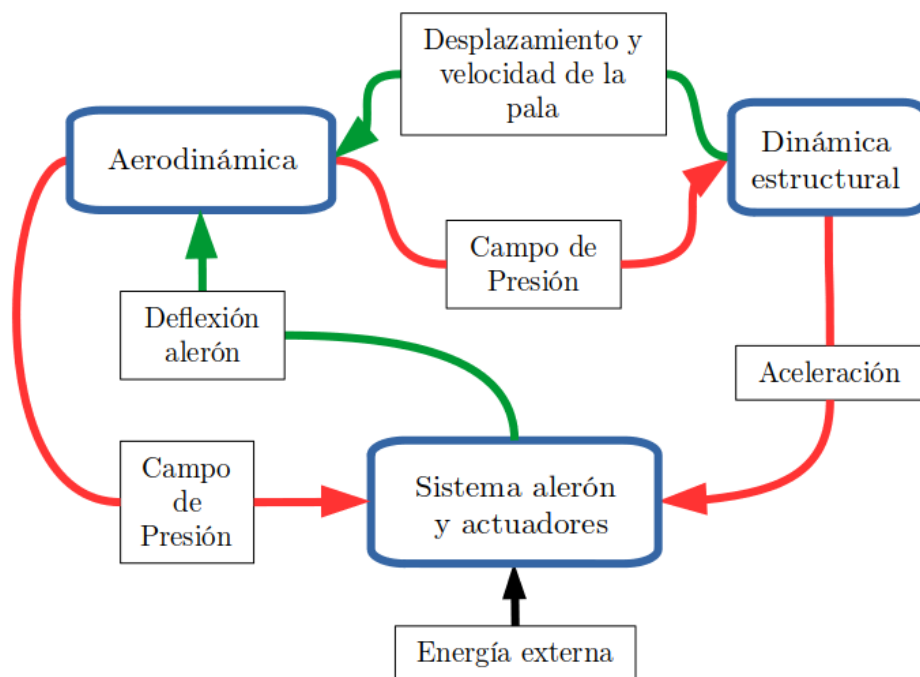 Desplazamiento y
velocidad de la
pala
Aerodinámica
Dinámica
estructural
Campo de
Presión
Deflexión
alerón
Aceleración
Campo
de
Presión
Sistema alerón
y actuadores
Energía externa